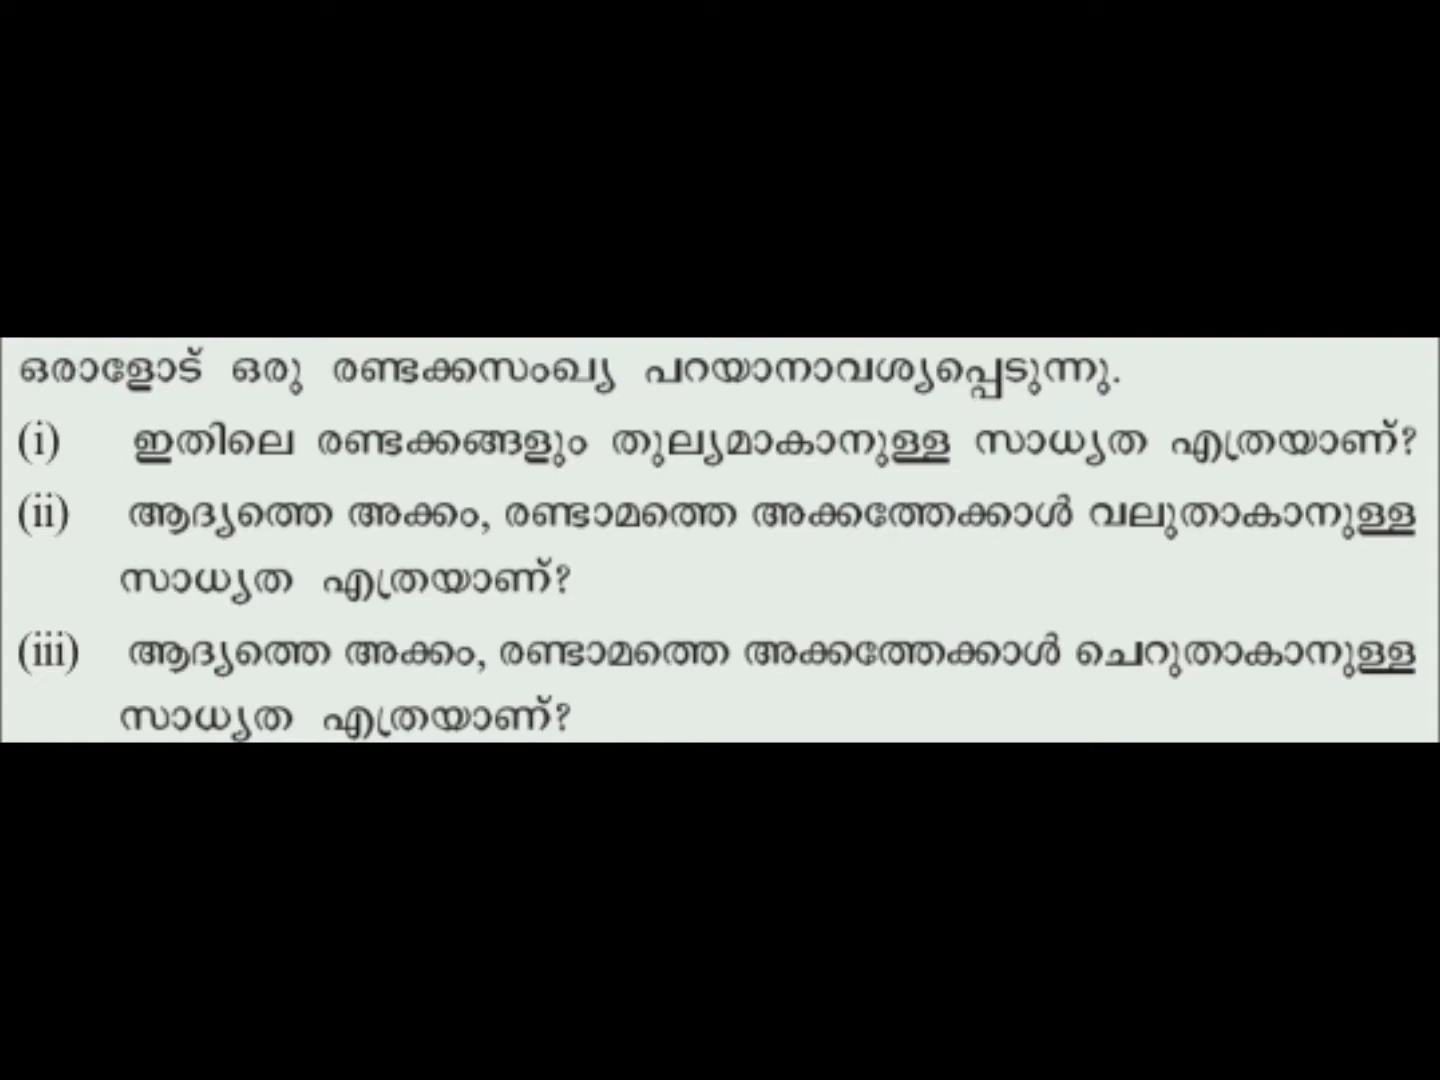 ഒരാളോട് ഒരു രണ്ടക്കസംഖ്യ പറയാനാവശ്യപ്പെടുന്നു.
(i) ഇതിലെ രണ്ടക്കങ്ങളും തുല്യമാകാനുള്ള സാധ്യത എത്രയാണ്?
(ii) ആദ്യത്തെ അക്കം, രണ്ടാമത്തെ അക്കത്തേക്കാൾ വലുതാകാനുള്ള
സാധ്യത എത്രയാണ്?
(iii) ആദ്യത്തെ അക്കം, രണ്ടാമത്തെ അക്കത്തേക്കാൾ ചെറുതാകാനുള്ള
സാധ്യത എത്രയാണ്?